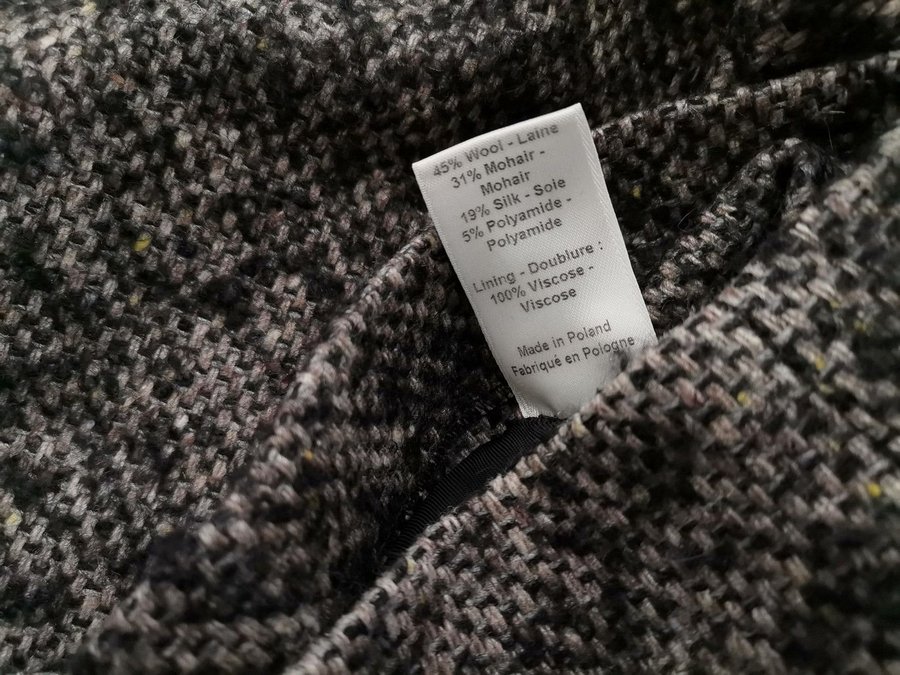 45% Wool - Laine
31% Mohair -
Mohair
19% Silk - Soie
5% Polyamide -
Polyamide
Lining - Doublure :
100% Viscose -
Viscose
Made in Poland
Fabriqué en Pologne